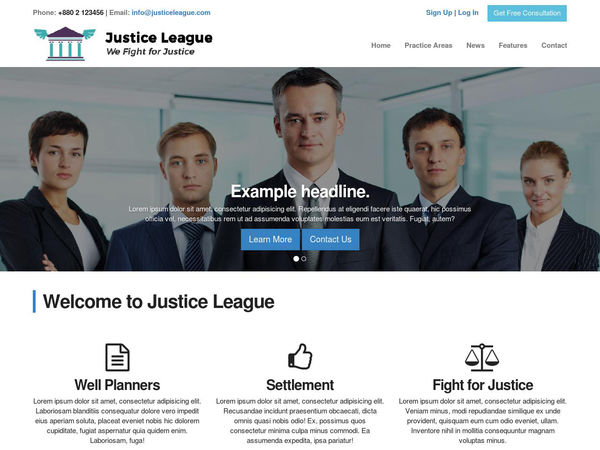 Phone: +880 2 123456 | Email: info@justiceleague.com
Sign Up | Log In
Get Free Consultation
Justice League
We Fight for Justice
Home Practice Areas News Features Contact
Example headline.
Lorem ipsum dolor sit amet, consectetur adipisicing elit. Repellendus at eligendi facere iste quaerat, hic possimus
officia vel, necessitatibus rem ut ad assumenda voluptates molestias eum est veritatis. Fugiat, autem?
Learn More Contact Us
Welcome to Justice League
Well Planners
Lorem ipsum dolor sit amet, consectetur adipisicing elit.
Laboriosam blanditiis consequatur dolore vero impedit
eius aperiam soluta, placeat eveniet nobis hic dolorem
cupiditate, fugiat aspernatur quia quidem enim.
Laboriosam, fuga!
Settlement
Lorem ipsum dolor sit amet, consectetur adipisicing elit.
Recusandae incidunt praesentium obcaecati, dicta
omnis quasi nobis odio! Ex, possimus quos
consectetur minima culpa minus commodi. Ea
assumenda expedita, ipsa pariatur!
Fight for Justice
Lorem ipsum dolor sit amet, consectetur adipisicing elit.
Veniam minus, modi repudiandae similique ex unde
provident, quisquam eum cum odio eveniet, ullam.
Inventore nihil in mollitia consequuntur magnam
voluptas minus.